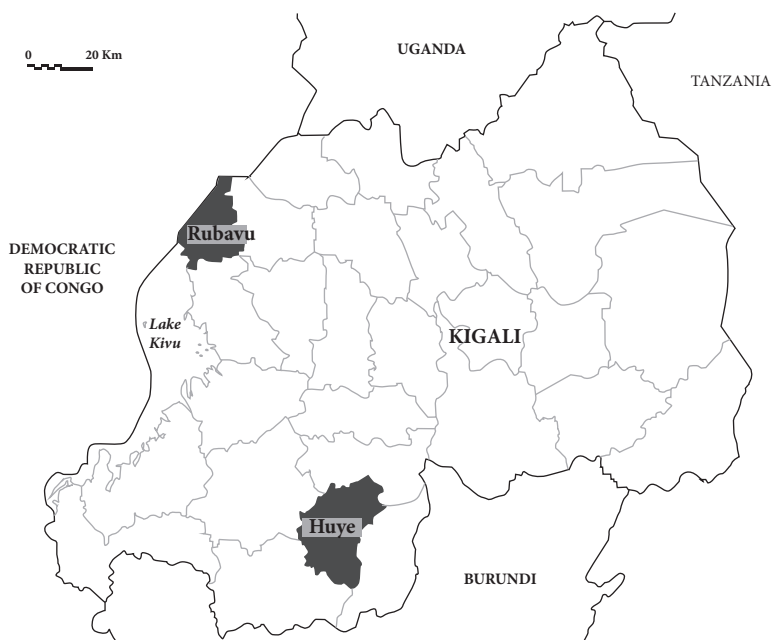 UGANDA
0 20 Km
TANZANIA
Rubavu
DEMOCRATIC
REPUBLIC
OF CONGO
Lake
Kivu
KIGALI
Huye
BURUNDI